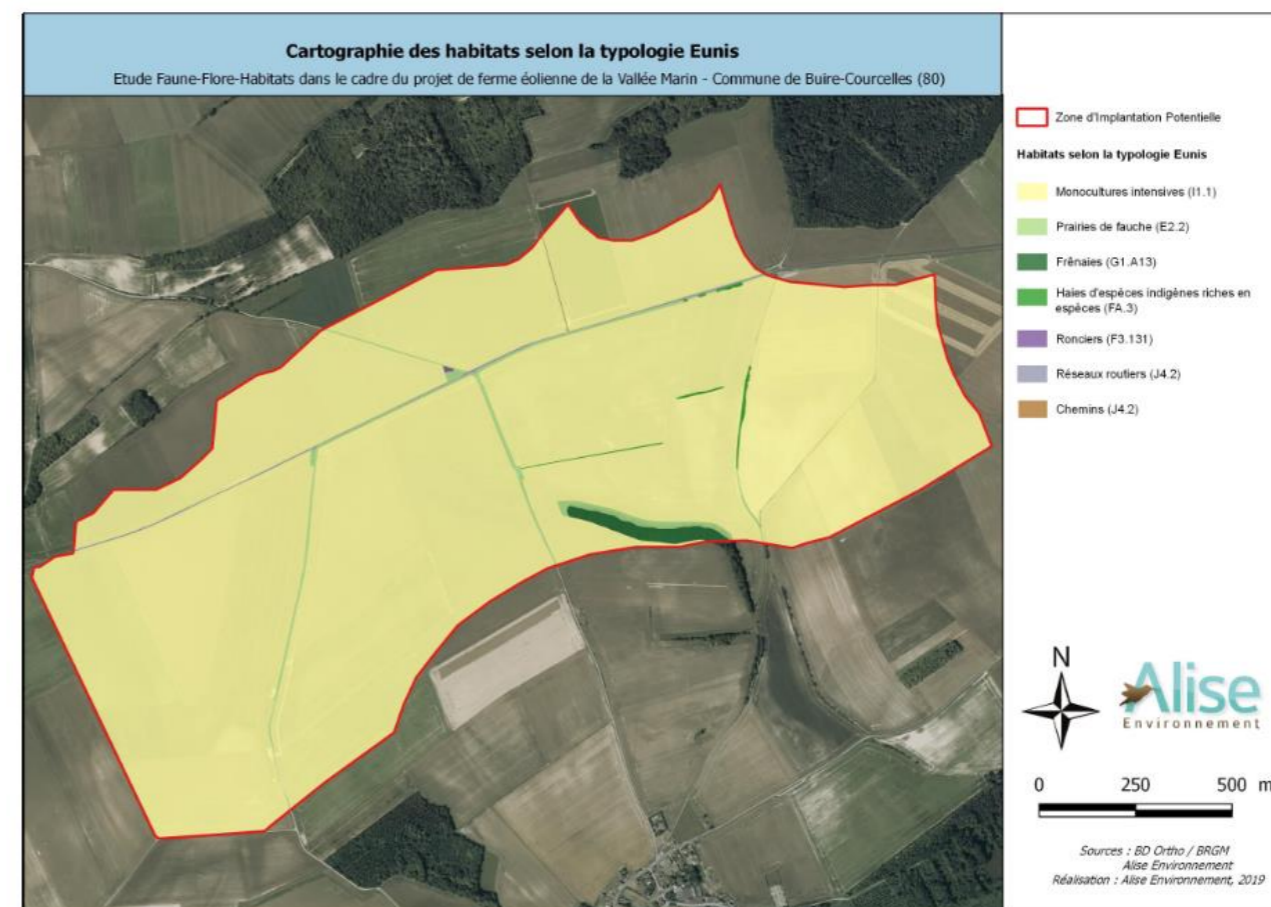 Cartographie des habitats selon la typologie Eunis
Etude Faune-Flore-Habitats dans le cadre du projet de ferme éolienne de la Vallée Marin - Commune de Buire-Courcelles (80)
Zone d'Implantation Potentielle
Habitats selon la typologie Eunis
Monocultures intensives (I1.1)
Prairies de fauche (E2.2)
Frênaies (G1.A13)
Haies d'espèces indigènes riches en
espèces (FA.3)
Ronciers (F3.131)
Réseaux routiers (J4.2)
Chemins (J4.2)
N
Alise
Environnement
0 250 500 m
Sources : BD Ortho / BRGM
Alise Environnement
Réalisation : Alise Environnement, 2019